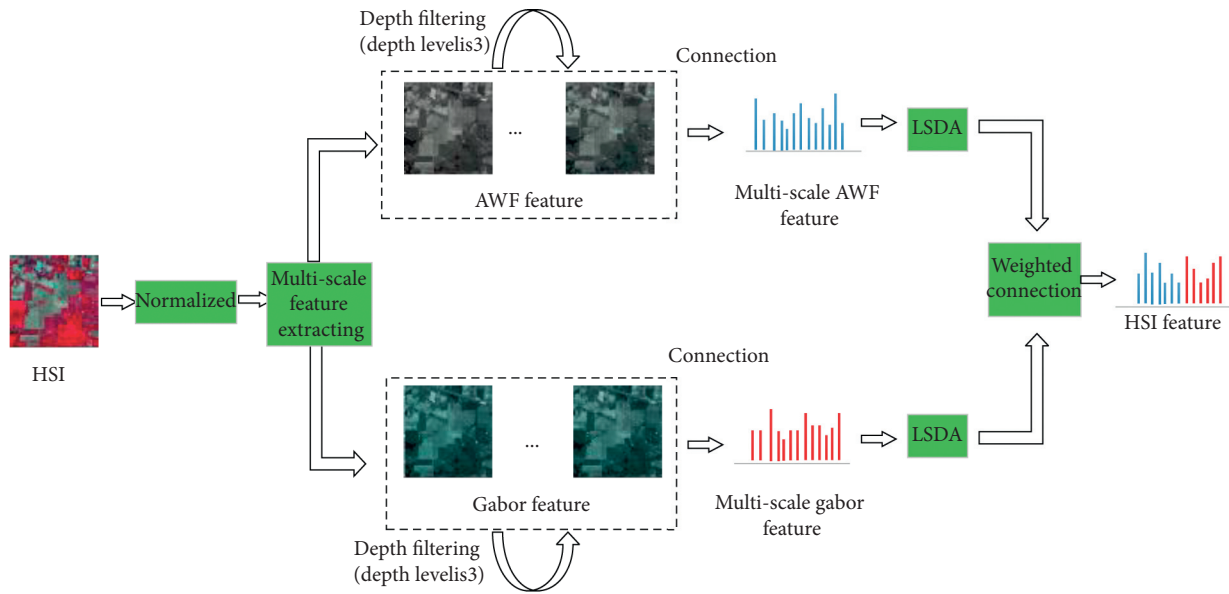 Depth filtering
(depth levelis3)
Connection
...
AWF feature
Multi-scale AWF
feature
LSDA
HSI
Normalized
Multi-scale
feature
extracting
Weighted
connection
HSI feature
Connection
...
Gabor feature
Multi-scale gabor
feature
LSDA
Depth filtering
(depth levelis3)